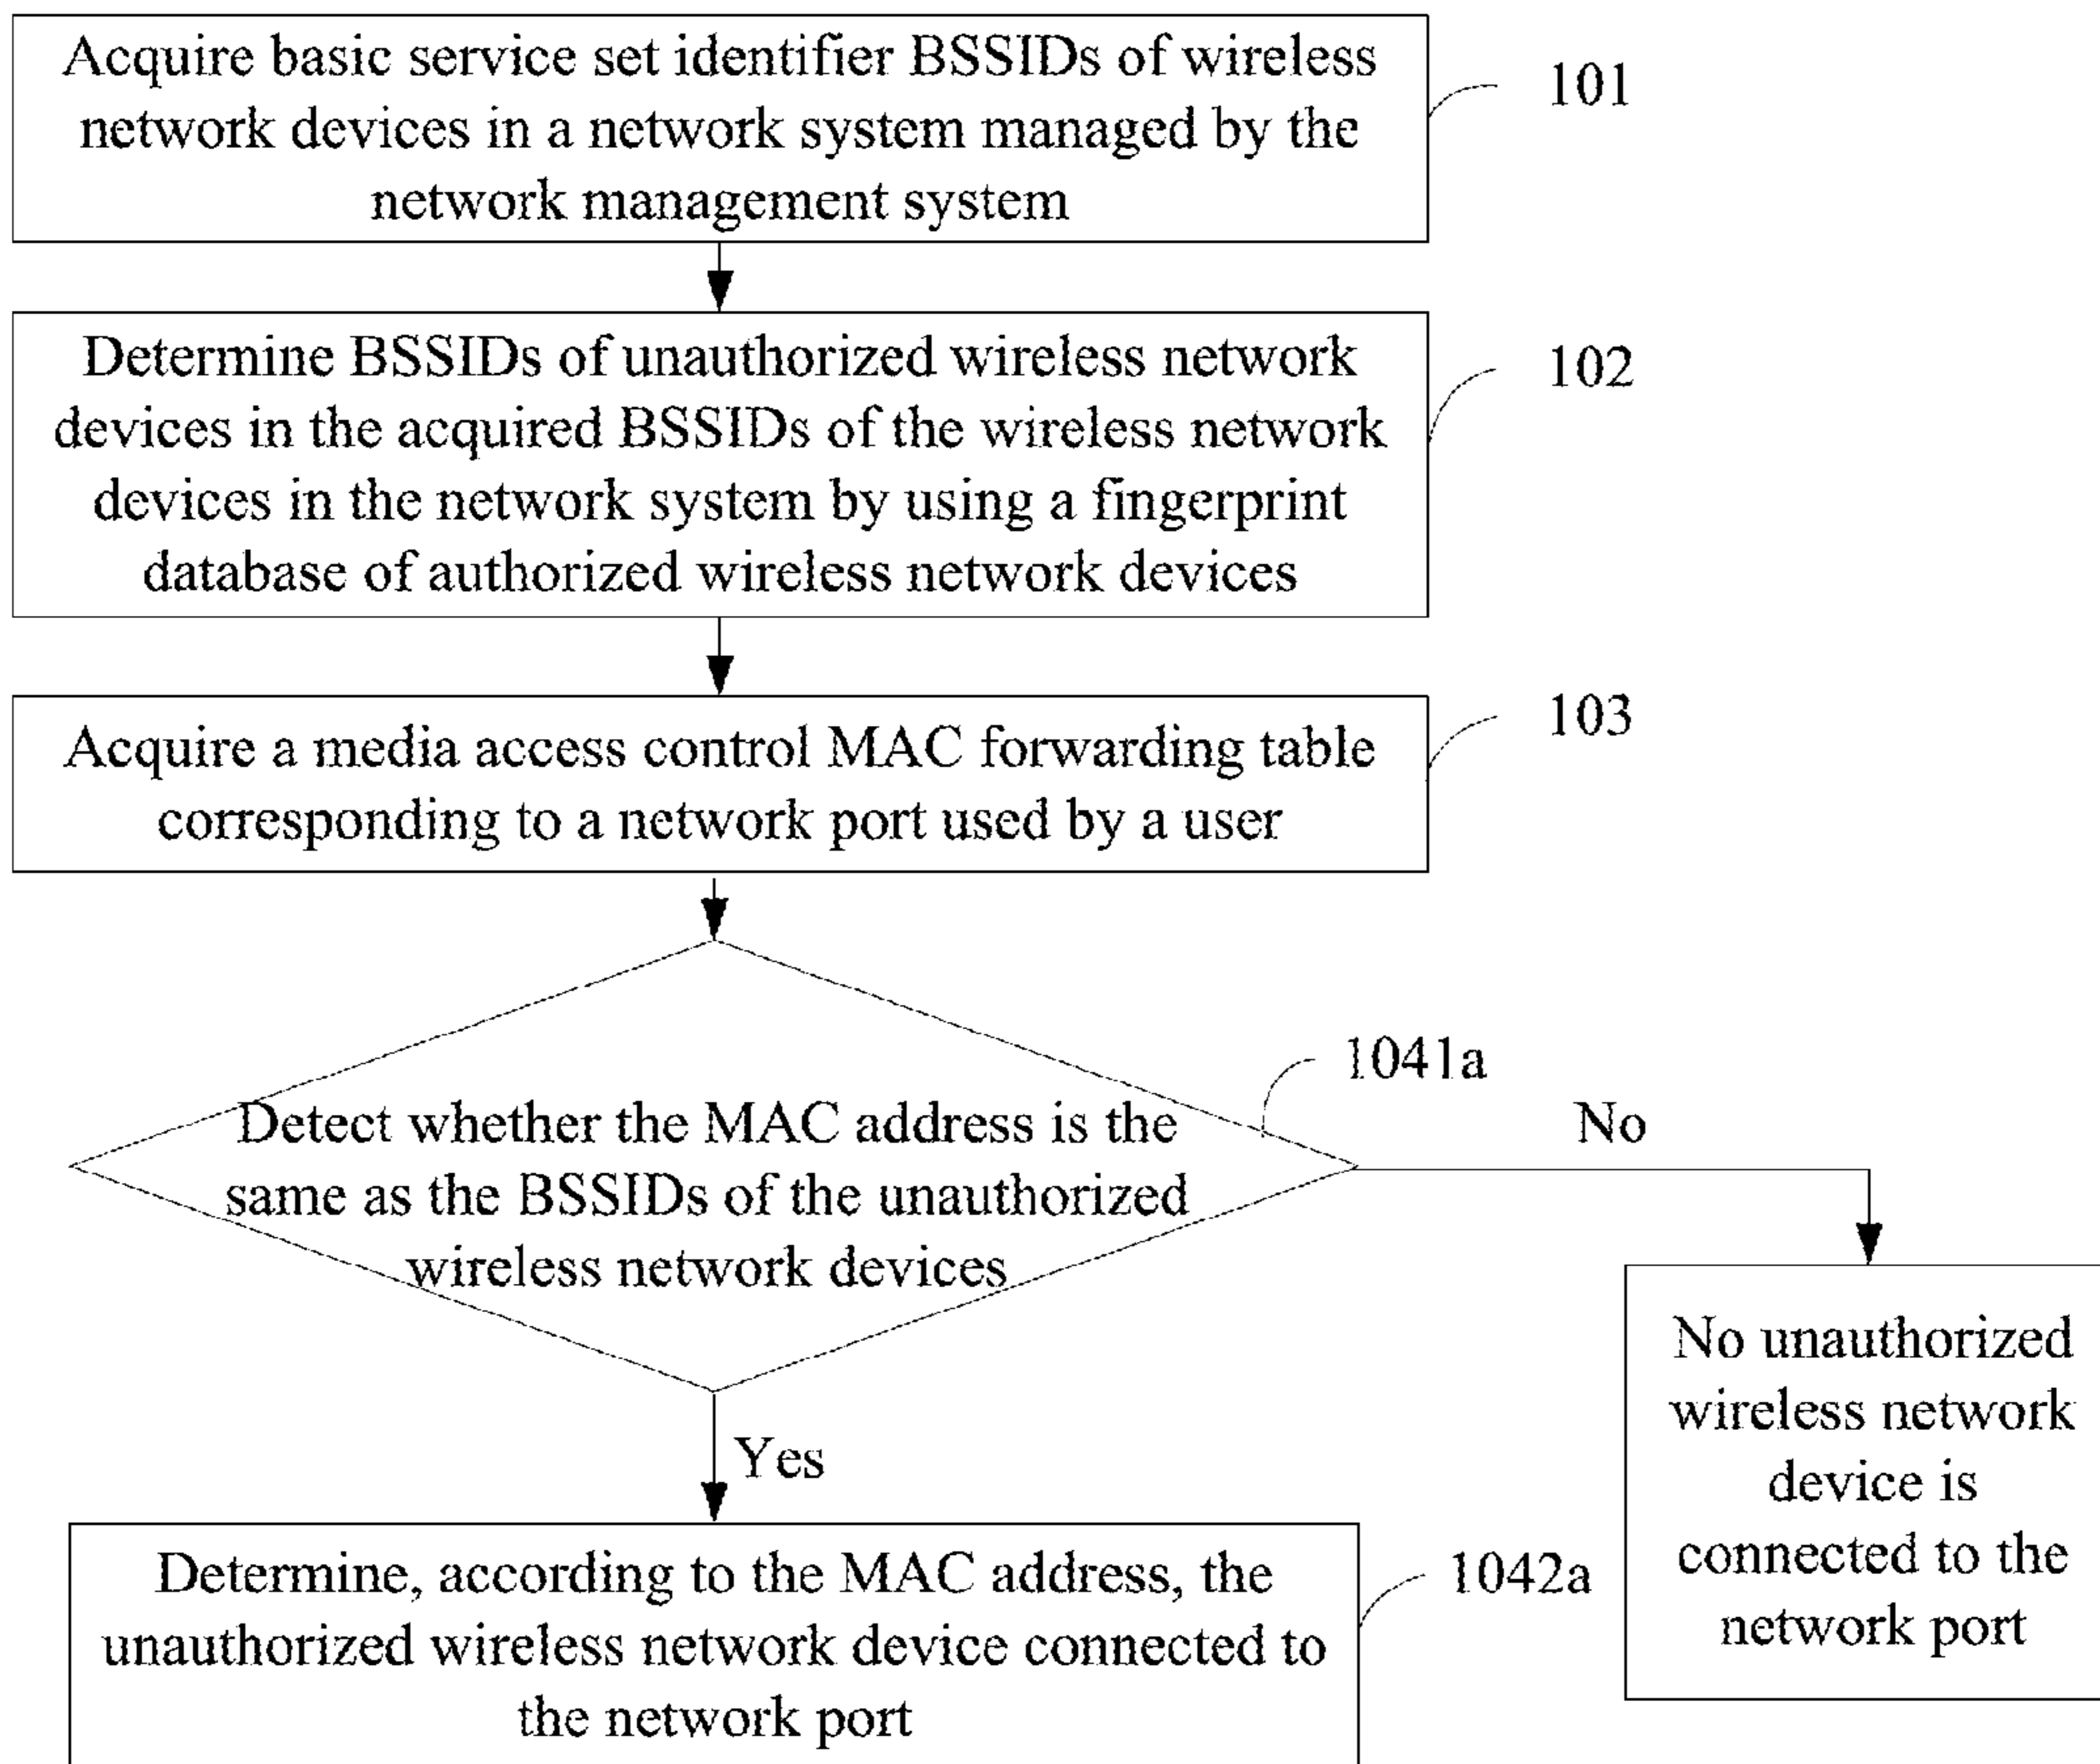 Acquire basic service set identifier BSSIDs of wireless
network devices in a network system managed by the
network management system
101
Determine BSSIDs of unauthorized wireless network
devices in the acquired BSSIDs of the wireless network
devices in the network system by using a fingerprint
database of authorized wireless network devices
102
Acquire a media access control MAC forwarding table
corresponding to a network port used by a user
103
Detect whether the MAC address is the
same as the BSSIDs of the unauthorized
wireless network devices
1041a
No
No unauthorized
wireless network
device is
connected to the
network port
Yes
Determine, according to the MAC address, the
unauthorized wireless network device connected to
the network port
1042a